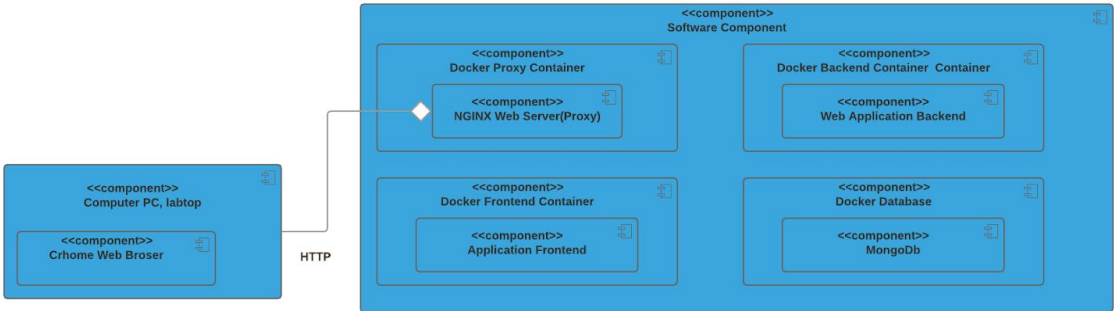 <<component>>
Software Component
<<component>>
Docker Proxy Container
<<component>>
NGINX Web Server(Proxy)
<<component>>
Docker Backend Container  Container
<<component>>
Web Application Backend
<<component>>
Computer PC, labtop
<<component>>
Crhome Web Broser
HTTP
<<component>>
Docker Frontend Container
<<component>>
Application Frontend
<<component>>
Docker Database
<<component>>
MongoDb